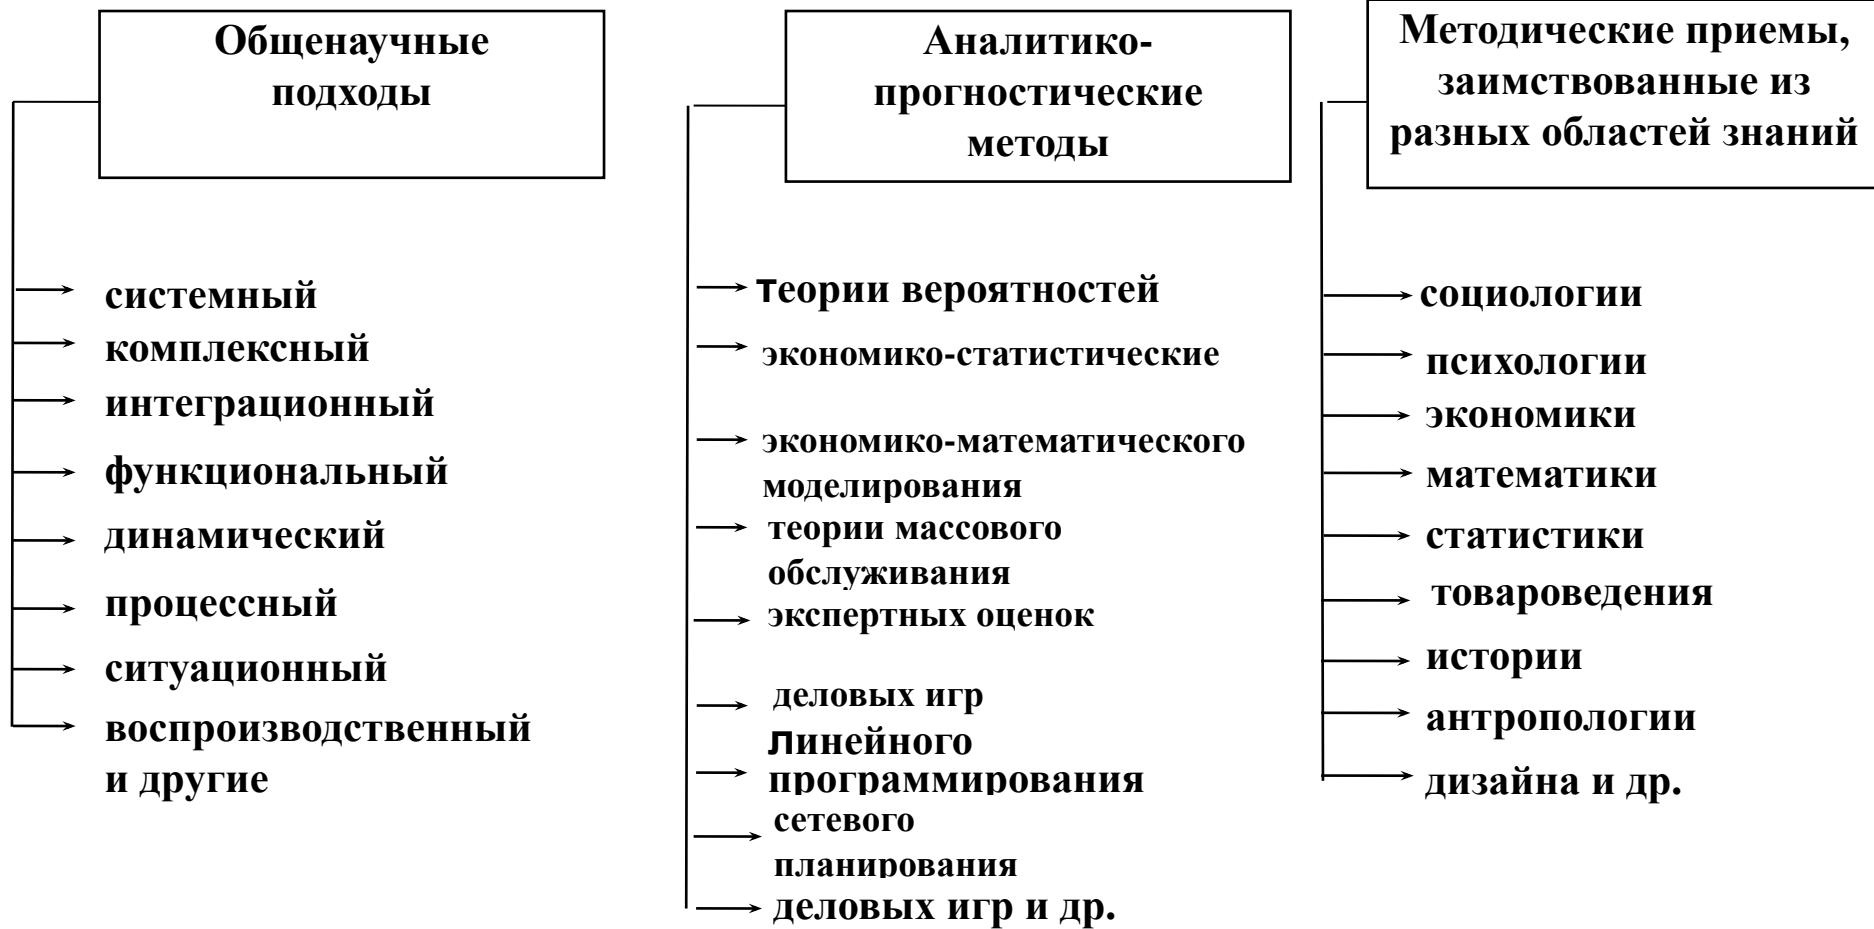 Общенаучные
подходы
системный
комплексный
интеграционный
функциональный
динамический
процессный
ситуационный
воспроизводственный
и другие
Аналитико-
прогностические
методы
теории вероятностей
экономико-статистические
экономико-математического
моделирования
теории массового
обслуживания
экспертных оценок
деловых игр
линейного
программирования
сетевого
планирования
деловых игр и др.
Методические приемы,
заимствованные из
разных областей знаний
социологии
психологии
экономики
математики
статистики
товароведения
истории
антропологии
дизайна и др.